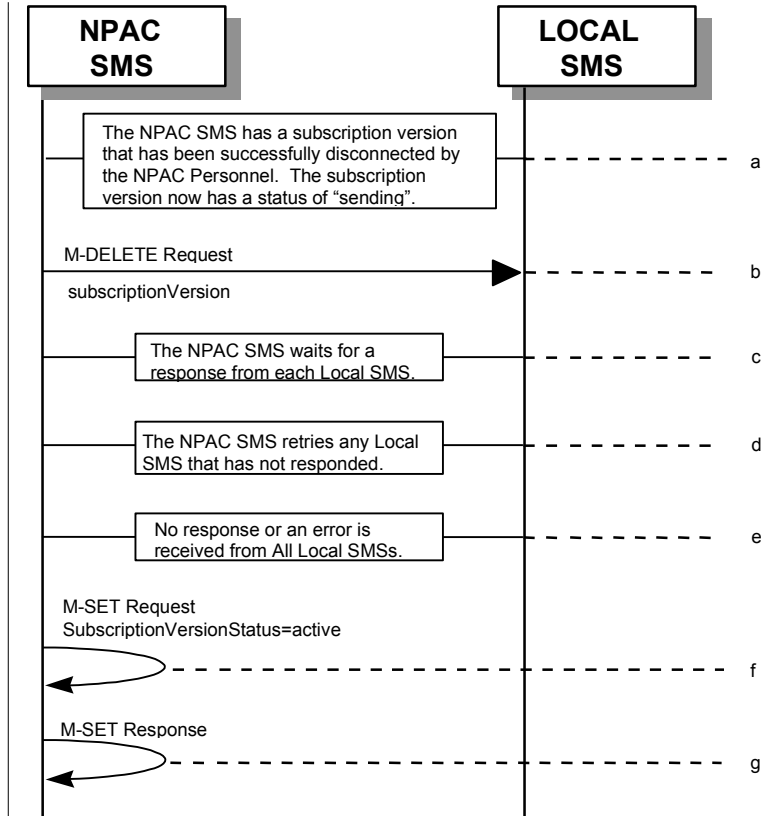 NPAC
SMS
LOCAL
SMS
The NPAC SMS has a subscription version
that has been successfully disconnected by
the NPAC Personnel. The subscription
version now has a status of “sending”.
a
M-DELETE Request
b
subscriptionVersion
The NPAC SMS waits for a
response from each Local SMS.
c
The NPAC SMS retries any Local
SMS that has not responded.
d
No response or an error is
received from All Local SMSs.
e
M-SET Request
SubscriptionVersionStatus=active
f
M-SET Response
g